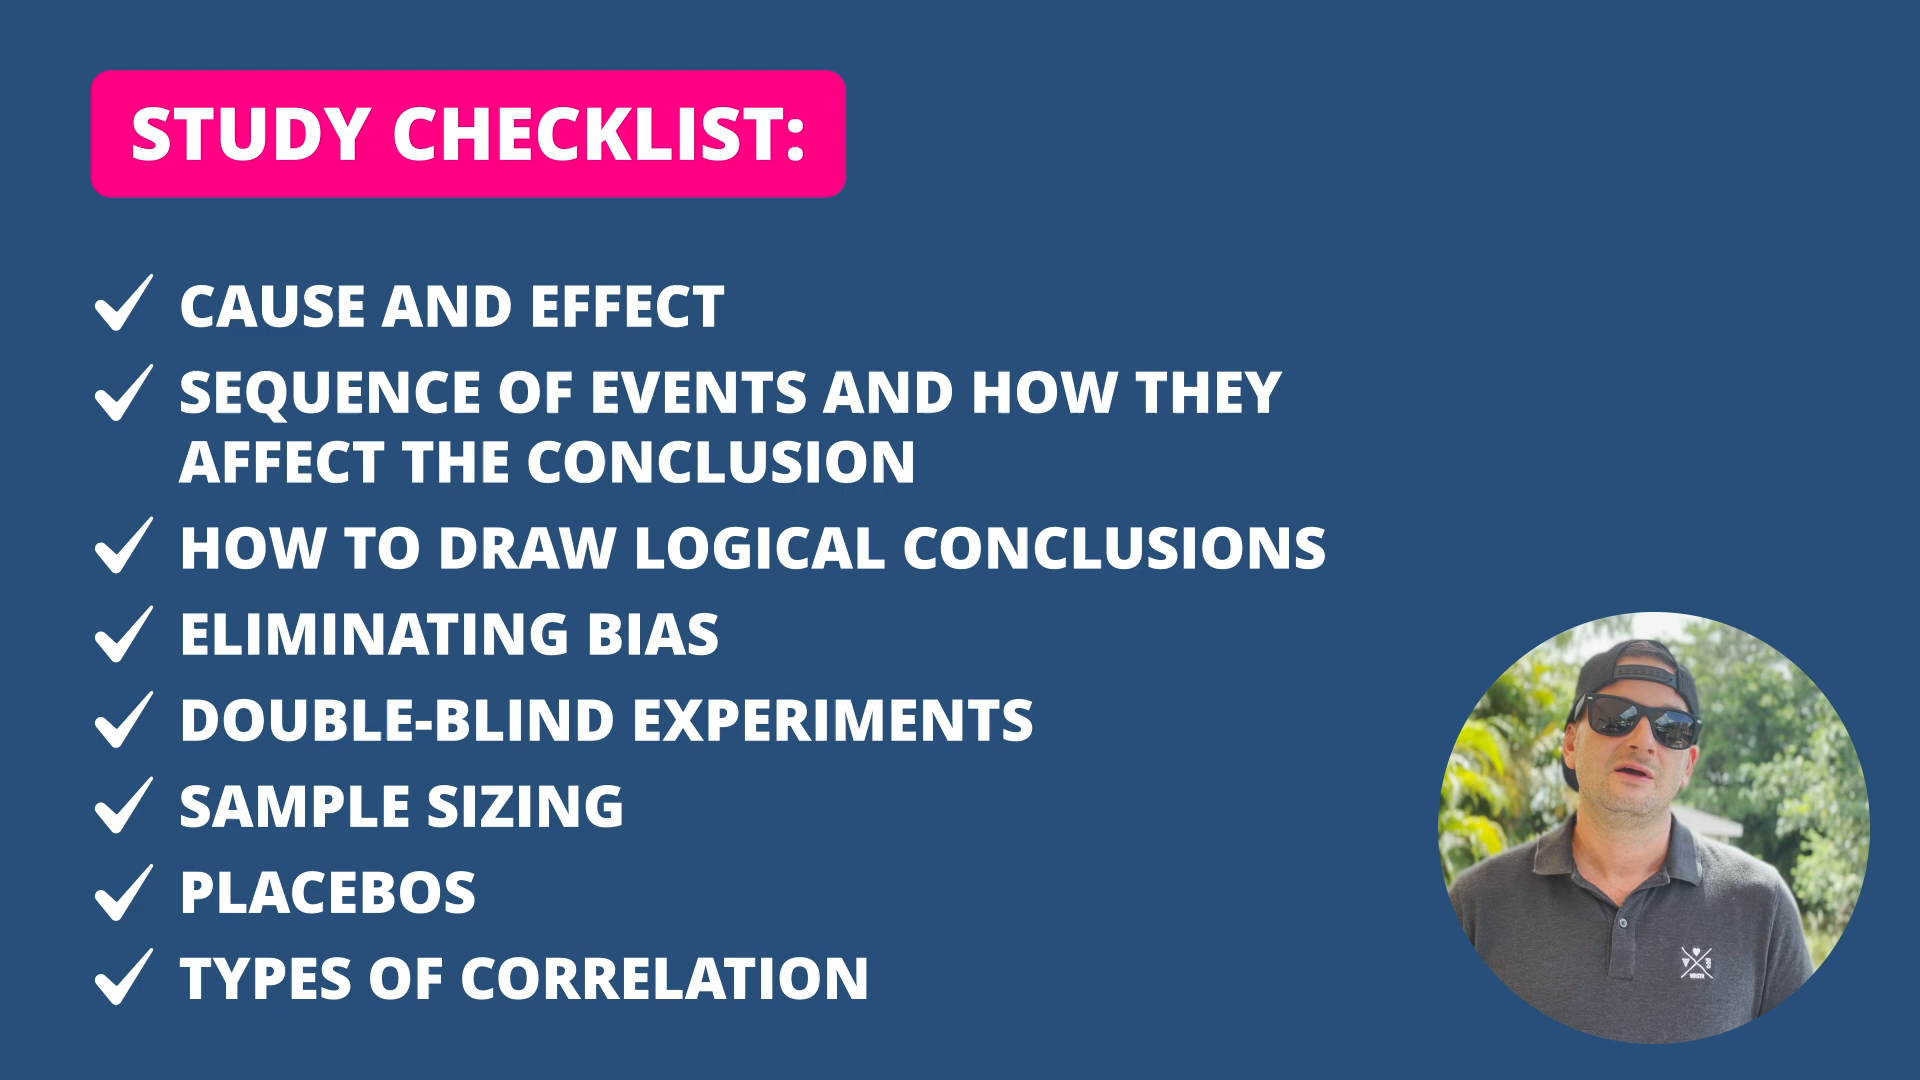 STUDY CHECKLIST:
CAUSE AND EFFECT
SEQUENCE OF EVENTS AND HOW THEY
AFFECT THE CONCLUSION
HOW TO DRAW LOGICAL CONCLUSIONS
ELIMINATING BIAS
DOUBLE-BLIND EXPERIMENTS
SAMPLE SIZING
PLACEBOS
TYPES OF CORRELATION